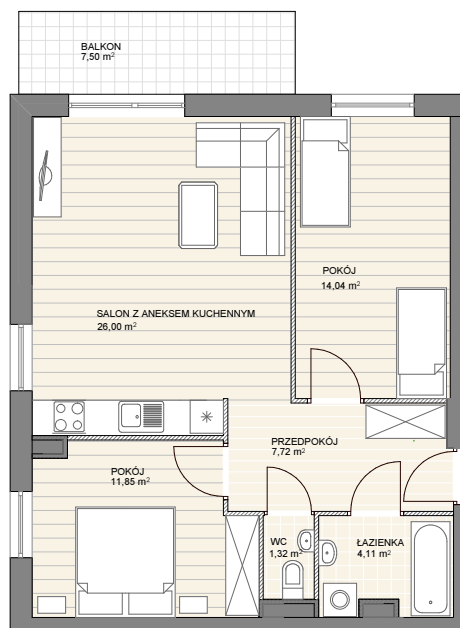 BALKON
7,50 m²
POKÓJ
14,04 m²
SALON Z ANEKSEM KUCHENNYM
26,00 m²
PRZEDPOKÓJ
7,72 m²
POKÓJ
11,85 m²
WC
1,32 m²
ŁAZIENKA
4,11 m²